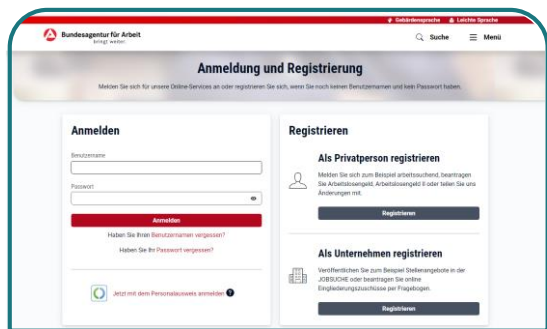 Gebärdensprache Leichte Sprache
Bundesagentur für Arbeit
bringt weiter.
Suche Menü
Anmeldung und Registrierung
Melden Sie sich für unsere Online-Services an oder registrieren Sie sich, wenn Sie noch keinen Benutzernamen und kein Passwort haben.
Anmelden
Benutzername
Passwort
Anmelden
Haben Sie Ihren Benutzernamen vergessen?
Haben Sie Ihr Passwort vergessen?
Jetzt mit dem Personalausweis anmelden ?
Registrieren
Als Privatperson registrieren
Melden Sie sich zum Beispiel arbeitssuchend, beantragen
Sie Arbeitslosengeld, Arbeitslosengeld II oder teilen Sie uns
Änderungen mit.
Registrieren
Als Unternehmen registrieren
Veröffentlichen Sie zum Beispiel Stellenangebote in der
JOBSUCHE oder beantragen Sie online
Eingliederungszuschüsse per Fragebogen.
Registrieren